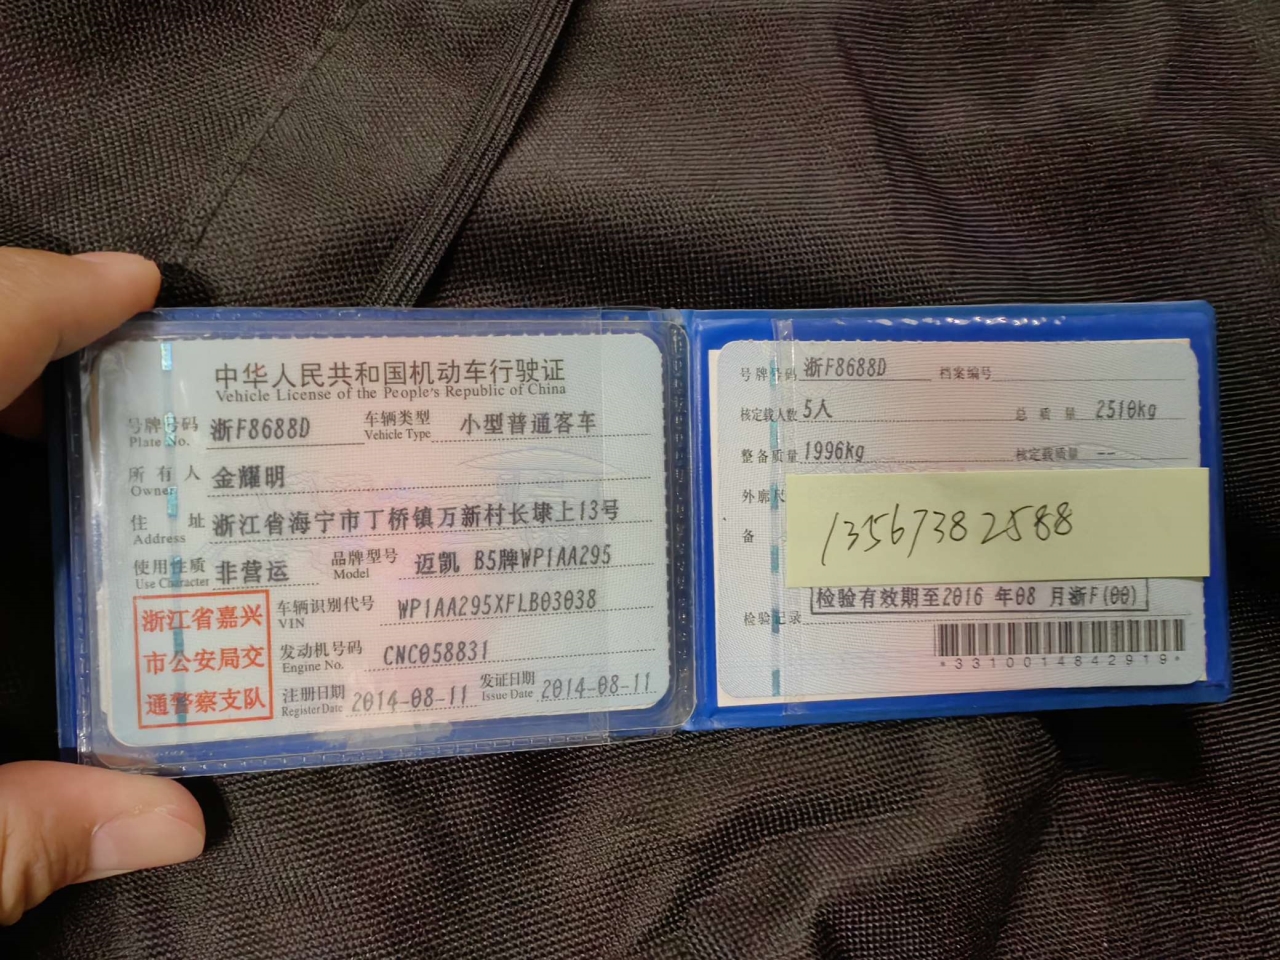 中华人民共和国机动车行驶证
Vehicle License of the People's Republic of China
号牌号码 Plate No. 浙F8688D 车辆类型 Vehicle Type 小型普通客车
所有人 Owner 金耀明
住址 Address 浙江省海宁市丁桥镇万新村长埭上13号
使用性质 Use Character 非营运 品牌型号 Model 迈凯 B5牌WP1AA295
浙江省嘉兴
市公安局交
通警察支队
车辆识别代号 VIN WP1AA295XFLB03038
发动机号码 Engine No. CNC058831
注册日期 Register Date 2014-08-11 发证日期 Issue Date 2014-08-11
号牌号码 浙F8688D 档案编号
核定载人数 5人 总质量 2510kg
整备质量 1996kg 核定载质量 --
外廓尺
13567382588
备
检验有效期至2016 年08 月浙F(00)
检验记录
*3310014842919*